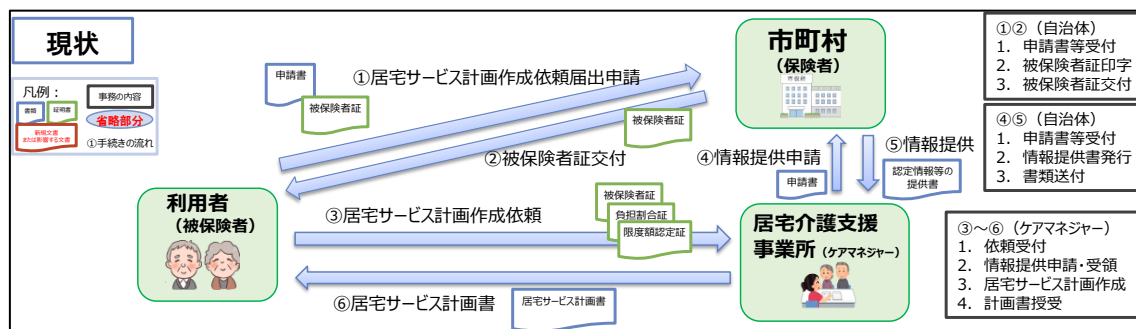 現状
凡例：
書類
証明書
事務の内容
省略部分
新規文書
または影響する文書
①手続きの流れ
申請書
①居宅サービス計画作成依頼届出申請
被保険者証
被保険者証
②被保険者証交付
市町村
（保険者）
市役所
①②（自治体）
1. 申請書等受付
2. 被保険者証印字
3. 被保険者証交付
④⑤（自治体）
1. 申請書等受付
2. 情報提供書発行
3. 書類送付
④情報提供申請
申請書
⑤情報提供
認定情報等の
提供書
利用者
（被保険者）
③居宅サービス計画作成依頼
被保険者証
負担割合証
限度額認定証
居宅介護支援
事業所（ケアマネジャー）
⑥居宅サービス計画書
居宅サービス計画書
③～⑥（ケアマネジャー）
1. 依頼受付
2. 情報提供申請・受領
3. 居宅サービス計画作成
4. 計画書授受